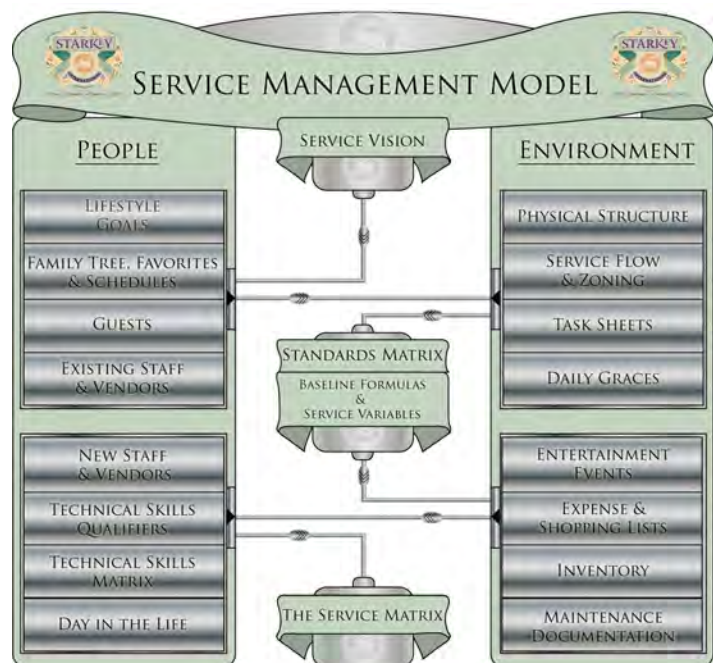 STARKEY
STARKEY
SERVICE MANAGEMENT MODEL
PEOPLE
LIFESTYLE
GOALS
FAMILY TREE, FAVORITES
& SCHEDULES
GUESTS
EXISTING STAFF
& VENDORS
NEW STAFF
& VENDORS
TECHNICAL SKILLS
QUALIFIERS
TECHNICAL SKILLS
MATRIX
DAY IN THE LIFE
SERVICE VISION
STANDARDS MATRIX
BASELINE FORMULAS
&
SERVICE VARIABLES
THE SERVICE MATRIX
ENVIRONMENT
PHYSICAL STRUCTURE
SERVICE FLOW
& ZONING
TASK SHEETS
DAILY GRACES
ENTERTAINMENT
EVENTS
EXPENSE &
SHOPPING LISTS
INVENTORY
MAINTENANCE
DOCUMENTATION